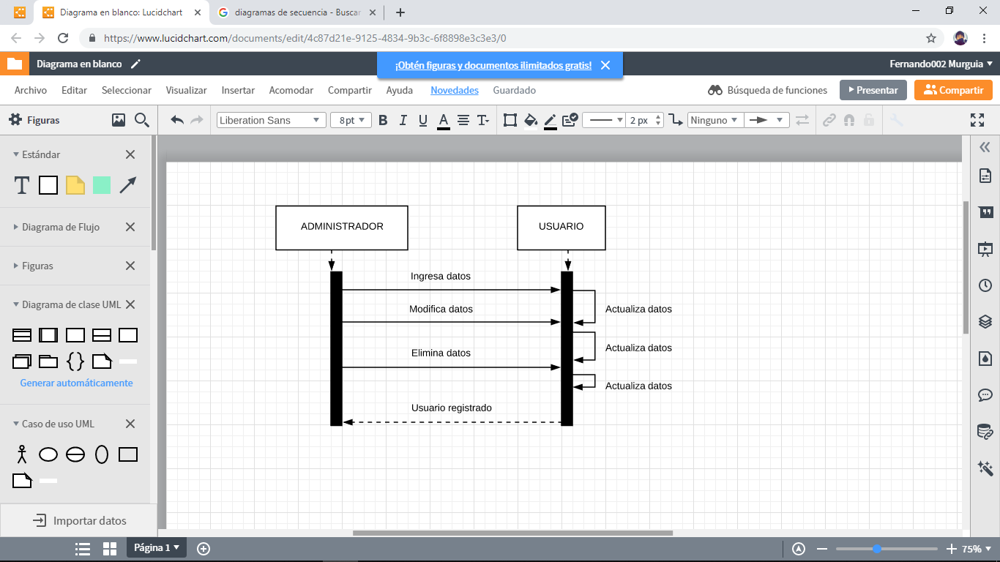 Diagrama en blanco: Lucidchart
diagramas de secuencia - Buscar
https://www.lucidchart.com/documents/edit/4c87d21e-9125-4834-9b3c-6f8898e3c3e3/0
Diagrama en blanco
¡Obtén figuras y documentos ilimitados gratis!
Fernando002 Murguia
Archivo Editar Seleccionar Visualizar Insertar Acomodar Compartir Ayuda Novedades Guardado
Búsqueda de funciones
Presentar
Compartir
Figuras
Liberation Sans
8pt
B I U A T
2 px
Ninguno
Estándar
T
Diagrama de Flujo
Figuras
Diagrama de clase UML
Generar automáticamente
Caso de uso UML
Importar datos
ADMINISTRADOR
USUARIO
Ingresa datos
Modifica datos
Actualiza datos
Elimina datos
Actualiza datos
Actualiza datos
Usuario registrado
Página 1
75%